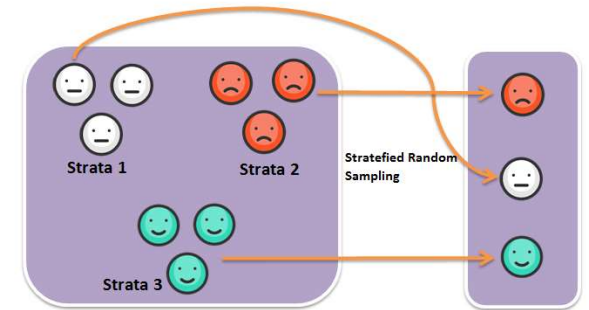 Strata 1
Strata 2
Stratefied Random
Sampling
Strata 3